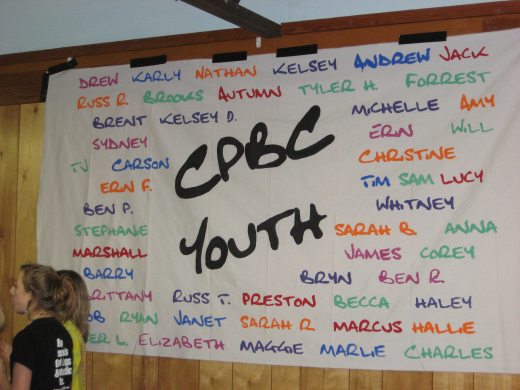 DREW KARLY NATHAN KELSEY ANDREW JACK
RUSS R. BROOKS AUTUMN TYLER H. FORREST
BRENT KELSEY D. MICHELLE AMY
SYDNEY ERIN WILL
TJ CARSON CHRISTINE
ERIN F. TIM SAM LUCY
BEN P. WHITNEY
CPBC
YOUTH
STEPHANIE SARAH B. ANNA
MARSHALL JAMES COREY
BARRY BRYN BEN R.
BRITTANY RUSS T. PRESTON BECCA HALEY
OB RYAN JANET SARAH R. MARCUS HALLIE
ER L. ELIZABETH MAGGIE MARLIE CHARLES